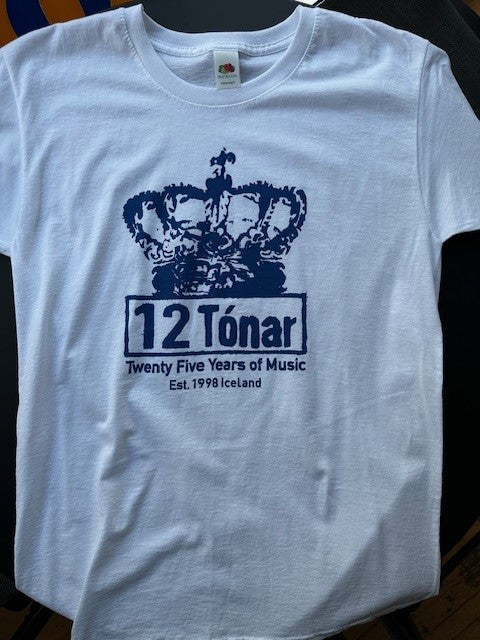 12 Tónar
Twenty Five Years of Music
Est. 1998 Iceland